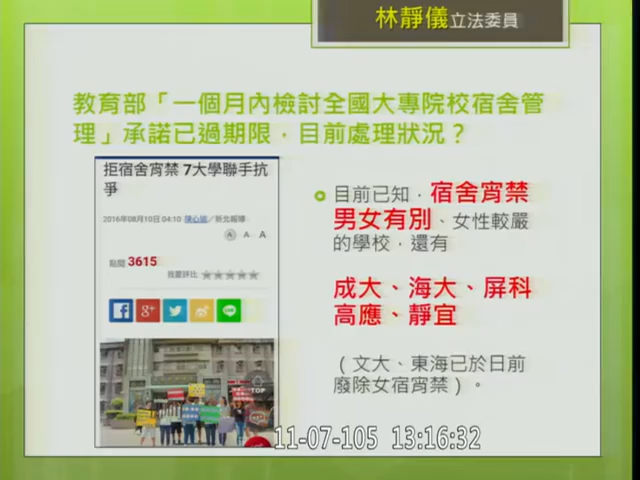 林靜儀立法委員
教育部「一個月內檢討全國大專院校宿舍管
理」承諾已過期限，目前處理狀況？
拒宿舍宵禁 7大學聯手抗
爭
2016年08月10日 04:10
點閱 3615
我要評比
A A A
目前已知，宿舍宵禁
男女有別、女性較嚴
的學校，還有
成大、海大、屏科
高應、靜宜
（文大、東海已於日前
廢除女宿宵禁）。
TOP
11-07-105 13:16:32